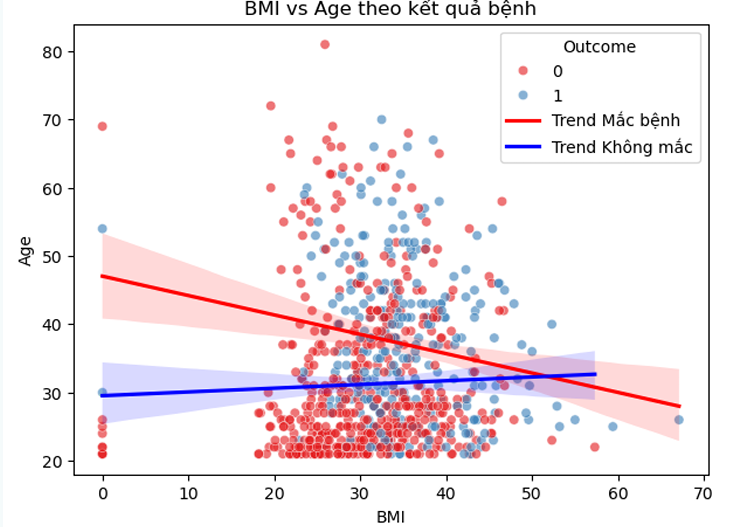 BMI vs Age theo kết quả bệnh
Outcome
0
1
Trend Mắc bệnh
Trend Không mắc
Age
80
70
60
50
40
30
20
0 10 20 30 40 50 60 70
BMI